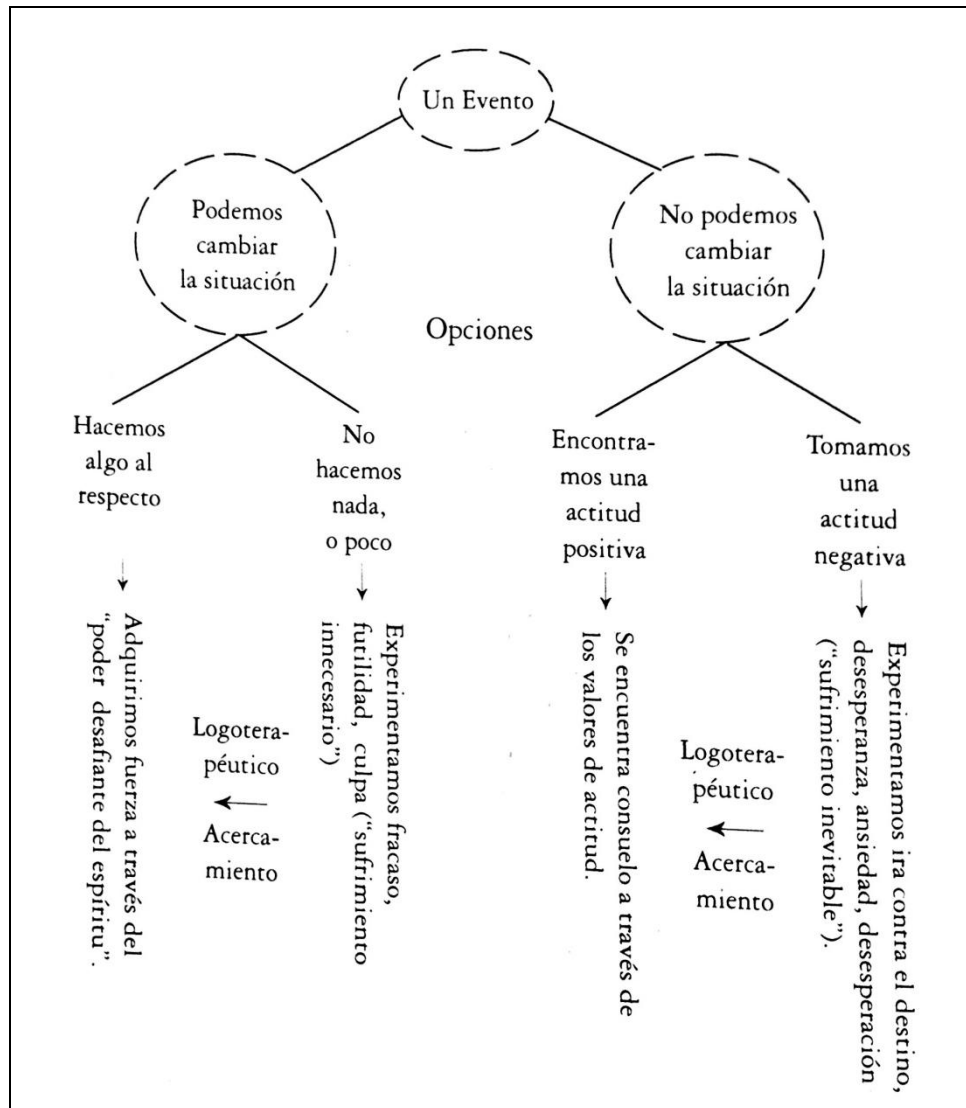 Un Evento
Podemos
cambiar
la situación
No podemos
cambiar
la situación
Opciones
Hacemos
algo al
respecto
No
hacemos
nada,
o poco
Encontra-
mos una
actitud
positiva
Tomamos
una
actitud
negativa
Adquirimos fuerza a través del
“poder desafiante del espíritu”.
Logotera-
péutico
Acerca-
miento
Experimentamos fracaso,
futilidad, culpa (“sufrimiento
innecesario”)
Se encuentra consuelo a través de
los valores de actitud.
Logotera-
péutico
Acerca-
miento
Experimentamos ira contra el destino,
desesperanza, ansiedad, desesperación
(“sufrimiento inevitable”).